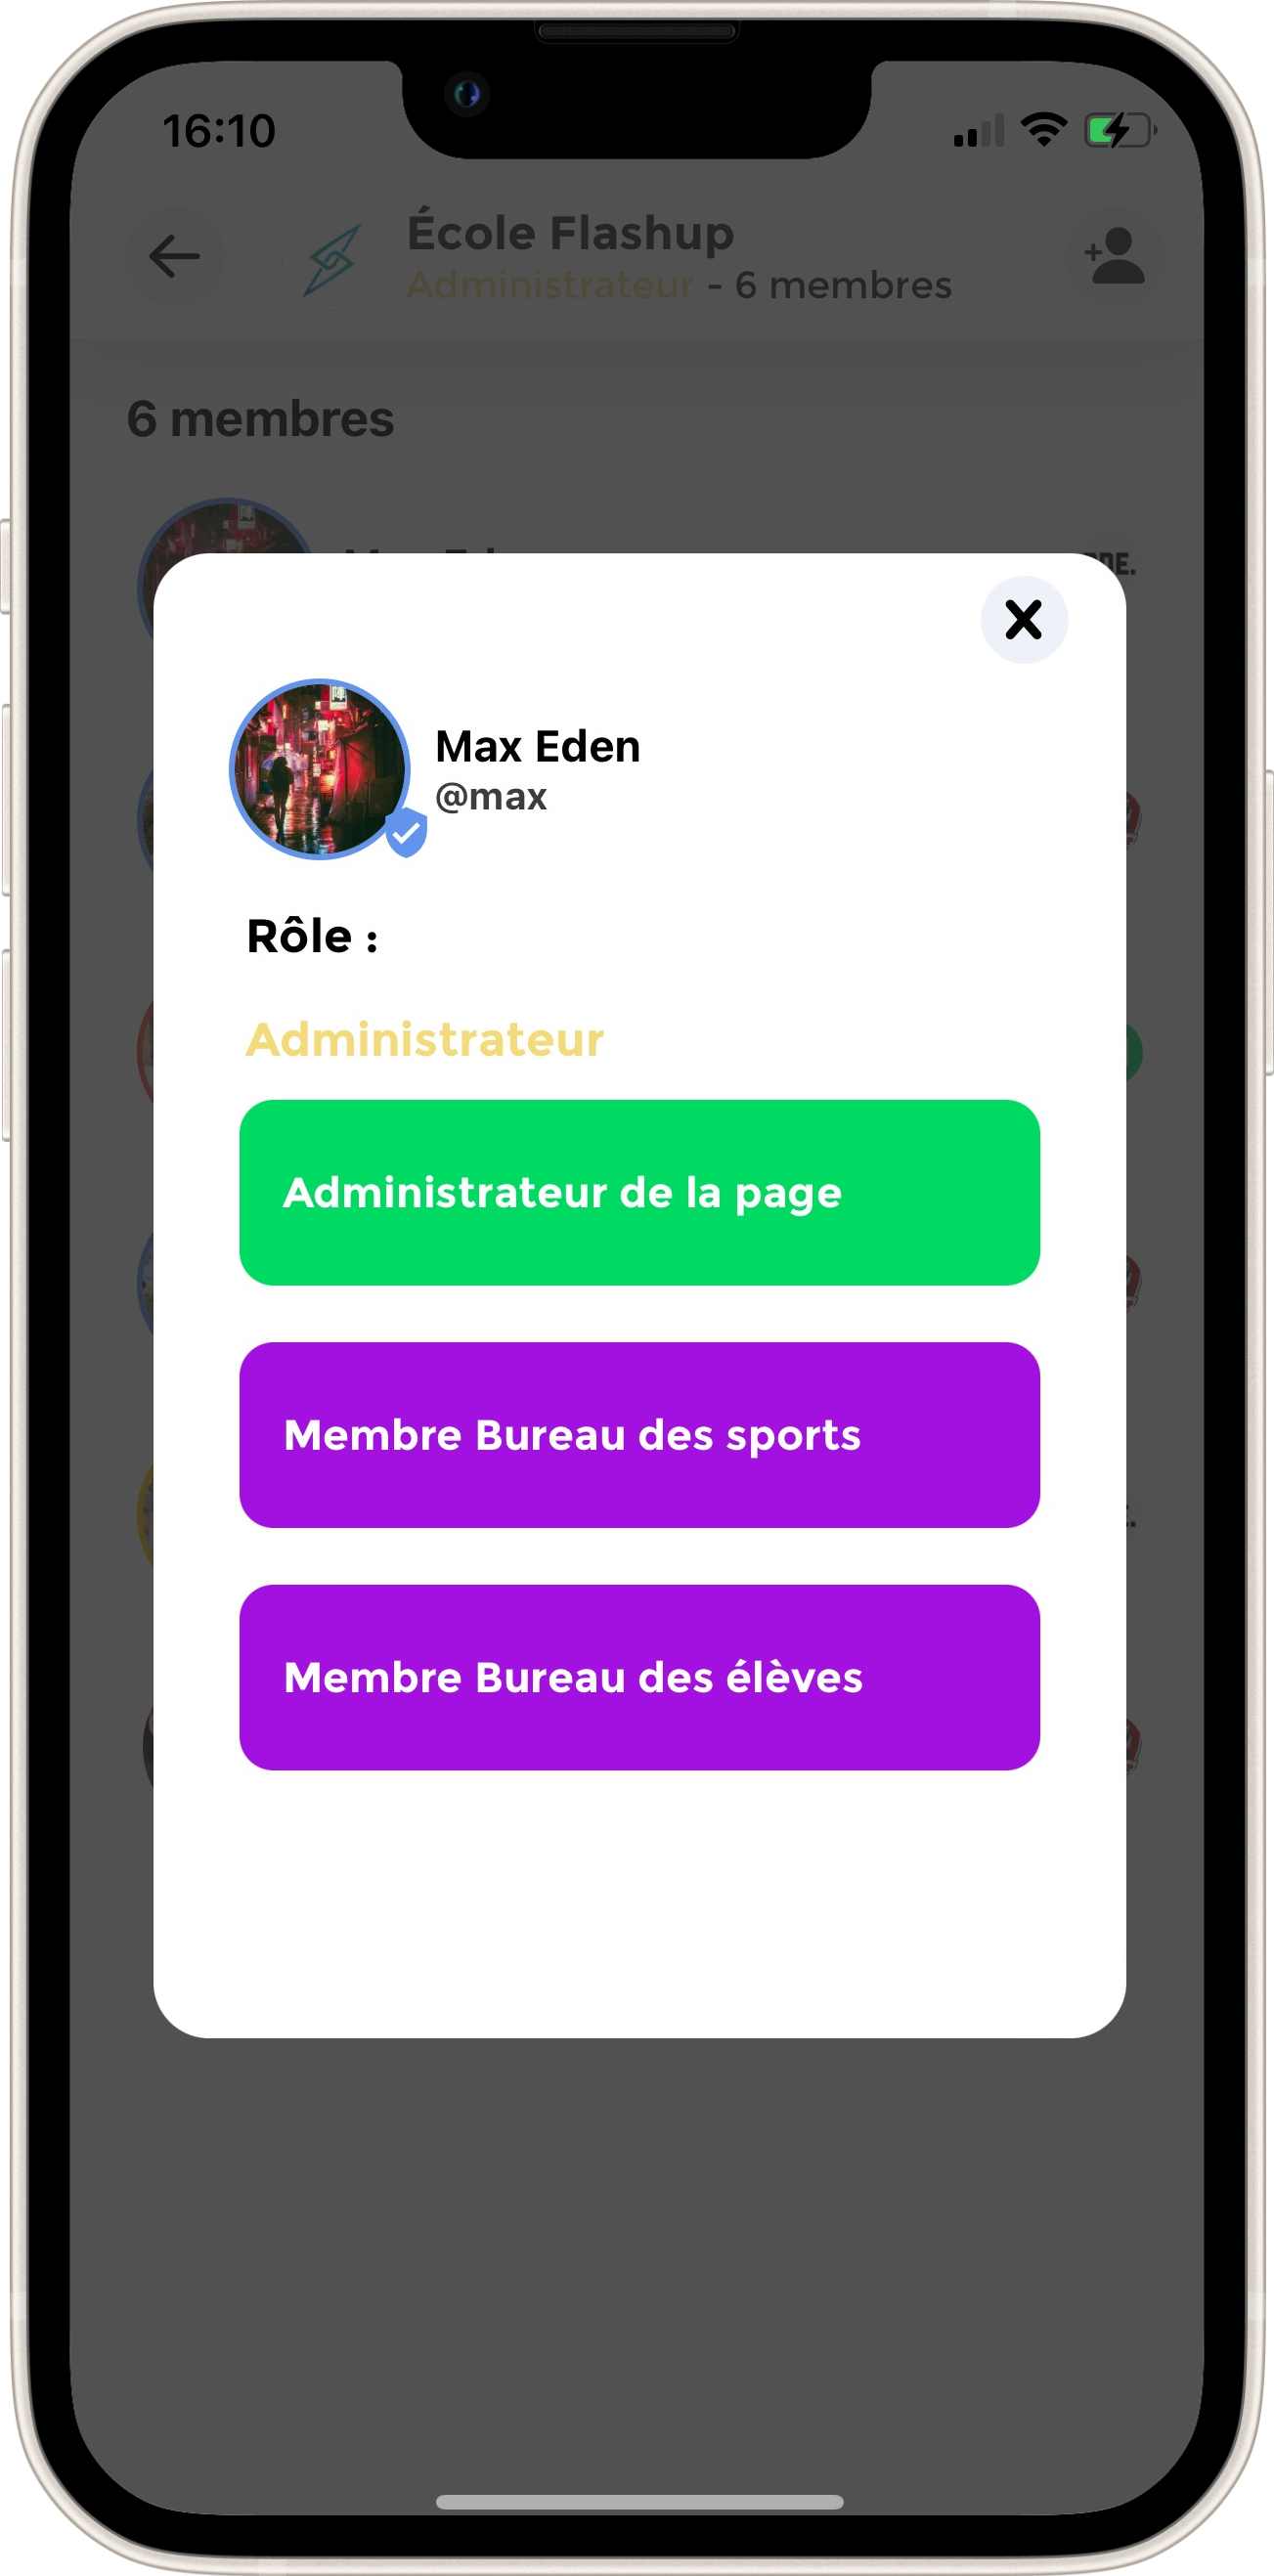 16:10
École Flashup
Administrateur - 6 membres
6 membres
Max Eden
@max
Rôle :
Administrateur
Administrateur de la page
Membre Bureau des sports
Membre Bureau des élèves